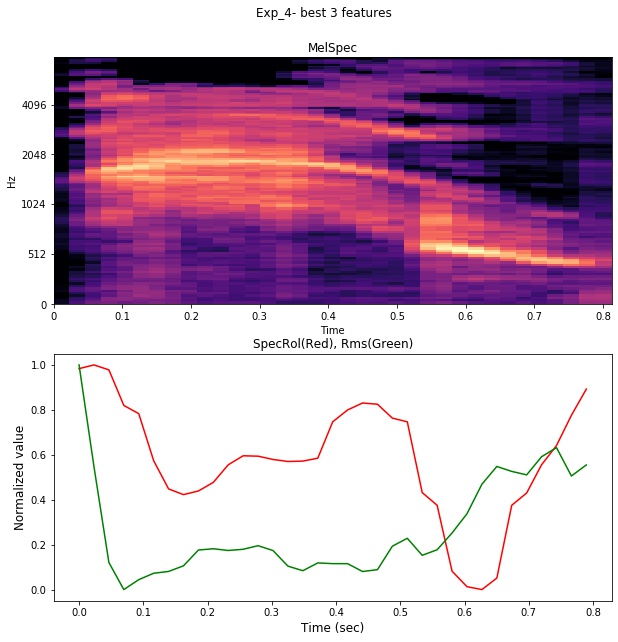 Exp_4- best 3 features
MelSpec
4096
2048
1024
512
0
Hz
0 0.1 0.2 0.3 0.4 0.5 0.6 0.7 0.8
Time
SpecRol(Red), Rms(Green)
1.0
0.8
0.6
0.4
0.2
0.0
Normalized value
0.0 0.1 0.2 0.3 0.4 0.5 0.6 0.7 0.8
Time (sec)